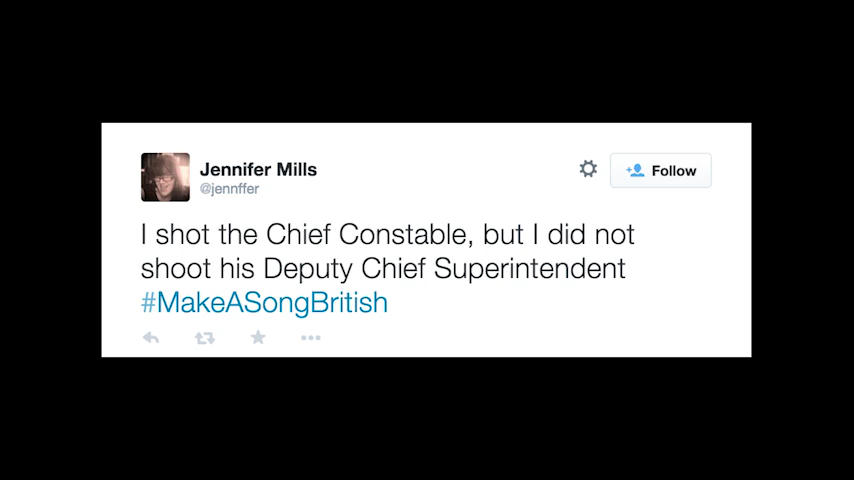 Jennifer Mills
@jennffer
Follow
I shot the Chief Constable, but I did not
shoot his Deputy Chief Superintendent
#MakeASongBritish